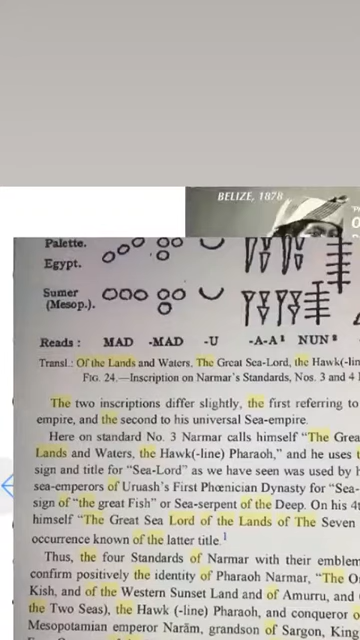 BELIZE, 1878
Palette.
Egypt.
Sumer
(Mesop.).
Reads : MAD -MAD -U -A-A¹ NUN²
Transl.: Of the Lands and Waters, The Great Sea-Lord, the Hawk(-lin
FIG. 24.—Inscription on Narmar's Standards, Nos. 3 and 4
The two inscriptions differ slightly, the first referring to
empire, and the second to his universal Sea-empire.
Here on standard No. 3 Narmar calls himself "The Grea
Lands and Waters, the Hawk(-line) Pharaoh," and he uses t
sign and title for "Sea-Lord" as we have seen was used by h
sea-emperors of Uruash's First Phœnician Dynasty for "Sea-
sign of "the great Fish" or Sea-serpent of the Deep. On his 4t
himself "The Great Sea Lord of the Lands of The Seven
occurrence known of the latter title.¹
Thus, the four Standards of Narmar with their emblem
confirm positively the identity of Pharaoh Narmar, "The O
Kish, and of the Western Sunset Land and of Amurru, and
the Two Seas), the Hawk (-line) Pharaoh, and conqueror o
Mesopotamian emperor Narām, grandson of Sargon, King